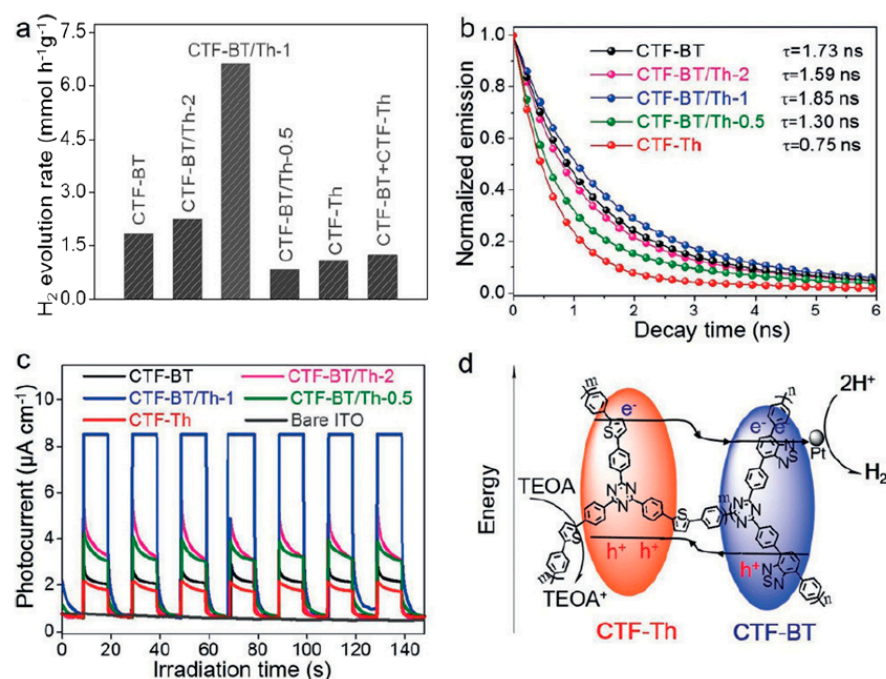 a
H2 evolution rate (mmol h-1g-1)
7.5
6.0
4.5
3.0
1.5
0.0
CTF-BT
CTF-BT/Th-2
CTF-BT/Th-1
CTF-BT/Th-0.5
CTF-Th
CTF-BT+CTF-Th
b
Normalized emission
1.0
0.8
0.6
0.4
0.2
0.0
CTF-BT τ=1.73 ns
CTF-BT/Th-2 τ=1.59 ns
CTF-BT/Th-1 τ=1.85 ns
CTF-BT/Th-0.5 τ=1.30 ns
CTF-Th τ=0.75 ns
0 1 2 3 4 5 6
Decay time (ns)
c
Photocurrent (μA cm-1)
10
8
6
4
2
0
CTF-BT CTF-BT/Th-2
CTF-BT/Th-1 CTF-BT/Th-0.5
CTF-Th Bare ITO
0 20 40 60 80 100 120 140
Irradiation time (s)
d
Energy
m
n
e-
e- e
2H+
S
N
S
N
Pt
H2
TEOA
N N
N
m
N N
N
S
S
h+ h+
h+
N
S
N
m
n
TEOA+
CTF-Th
CTF-BT